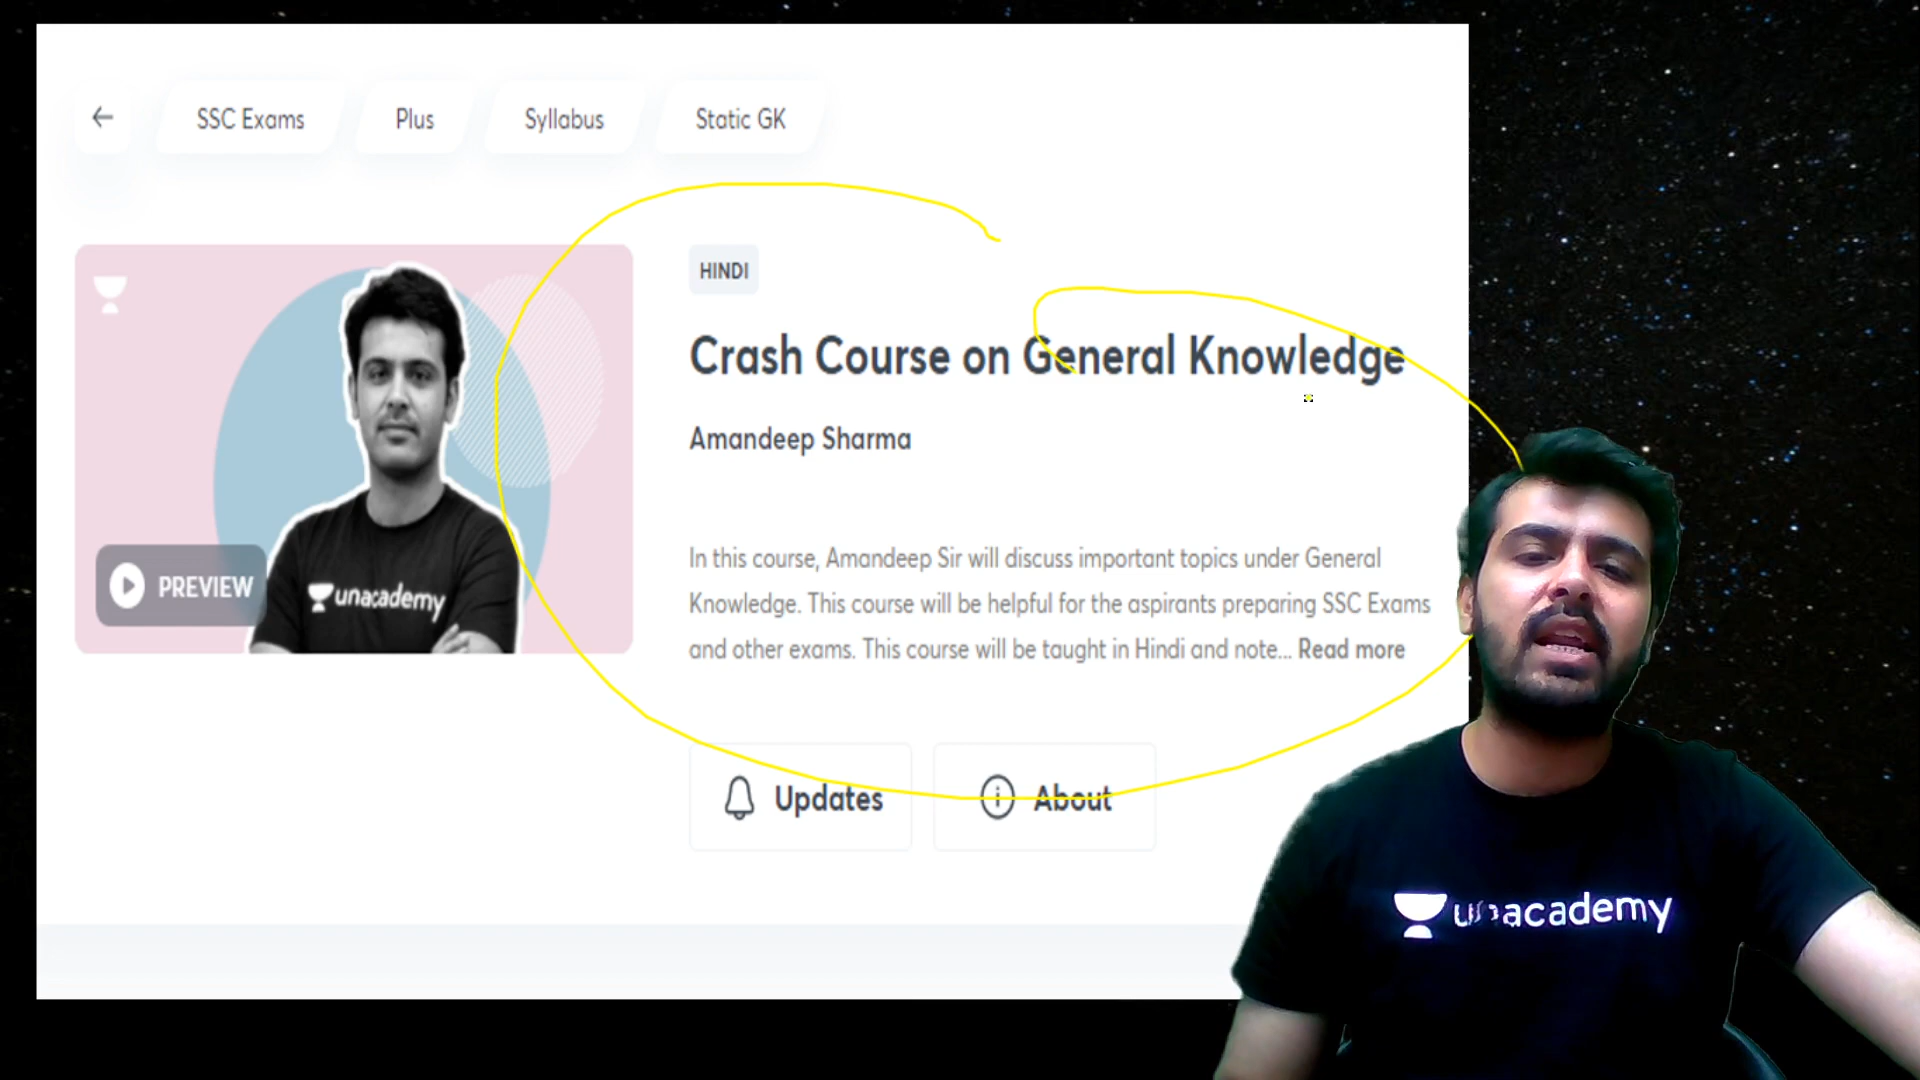 SSC Exams Plus Syllabus Static GK
HINDI
Crash Course on General Knowledge
Amandeep Sharma
In this course, Amandeep Sir will discuss important topics under General
Knowledge. This course will be helpful for the aspirants preparing SSC Exams
and other exams. This course will be taught in Hindi and note... Read more
PREVIEW
unacademy
Updates
About
unacademy